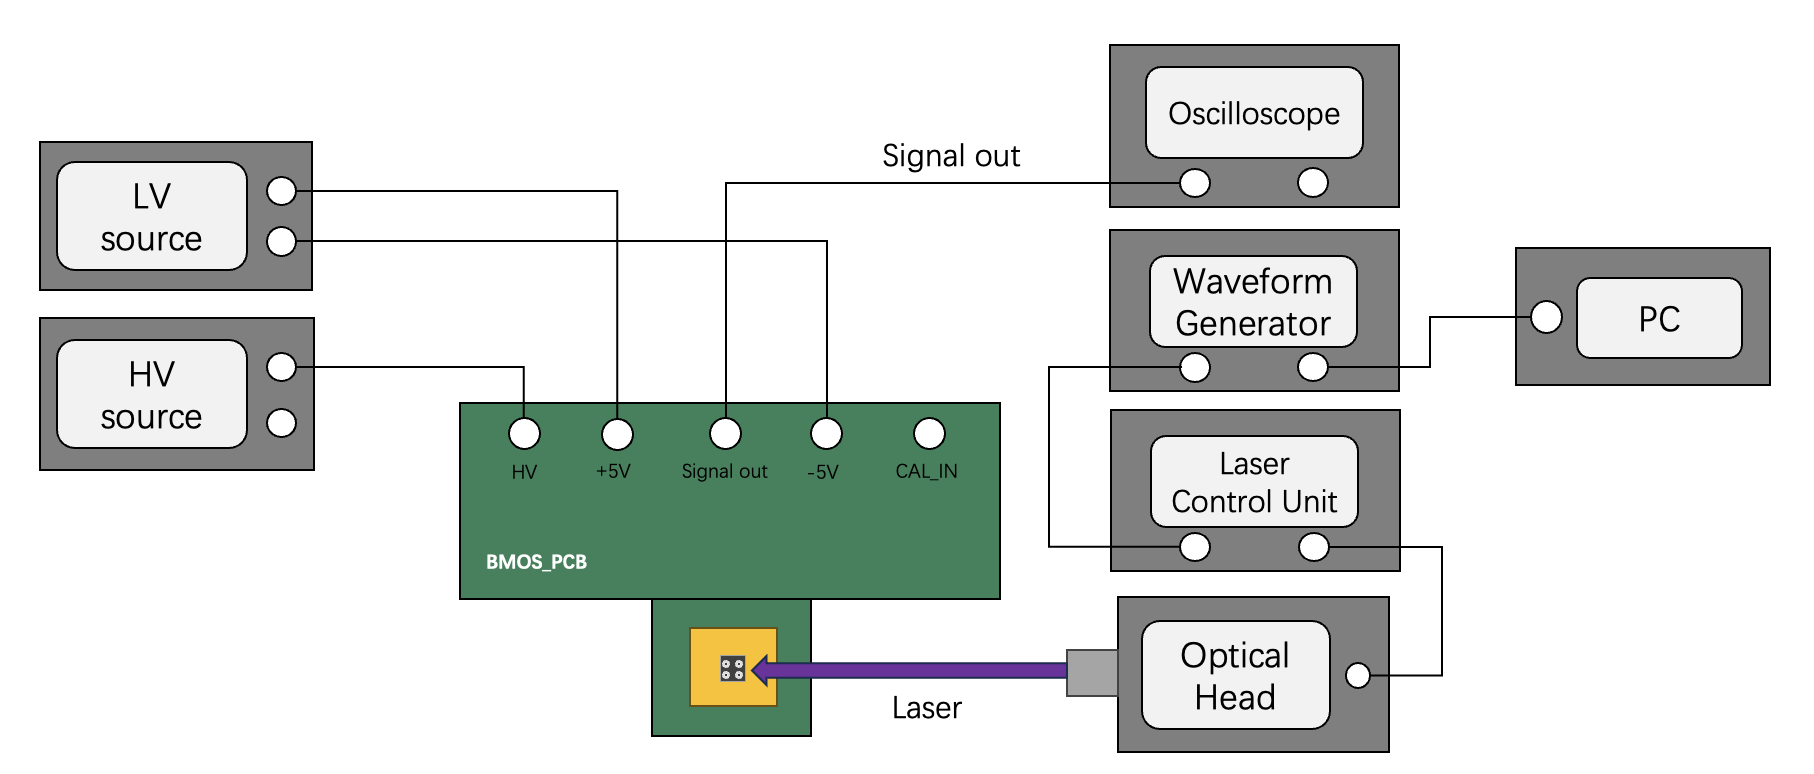 Oscilloscope
Signal out
LV
source
Waveform
Generator
PC
HV
source
HV
+5V
Signal out
-5V
CAL_IN
Laser
Control Unit
BMOS_PCB
Optical
Head
Laser